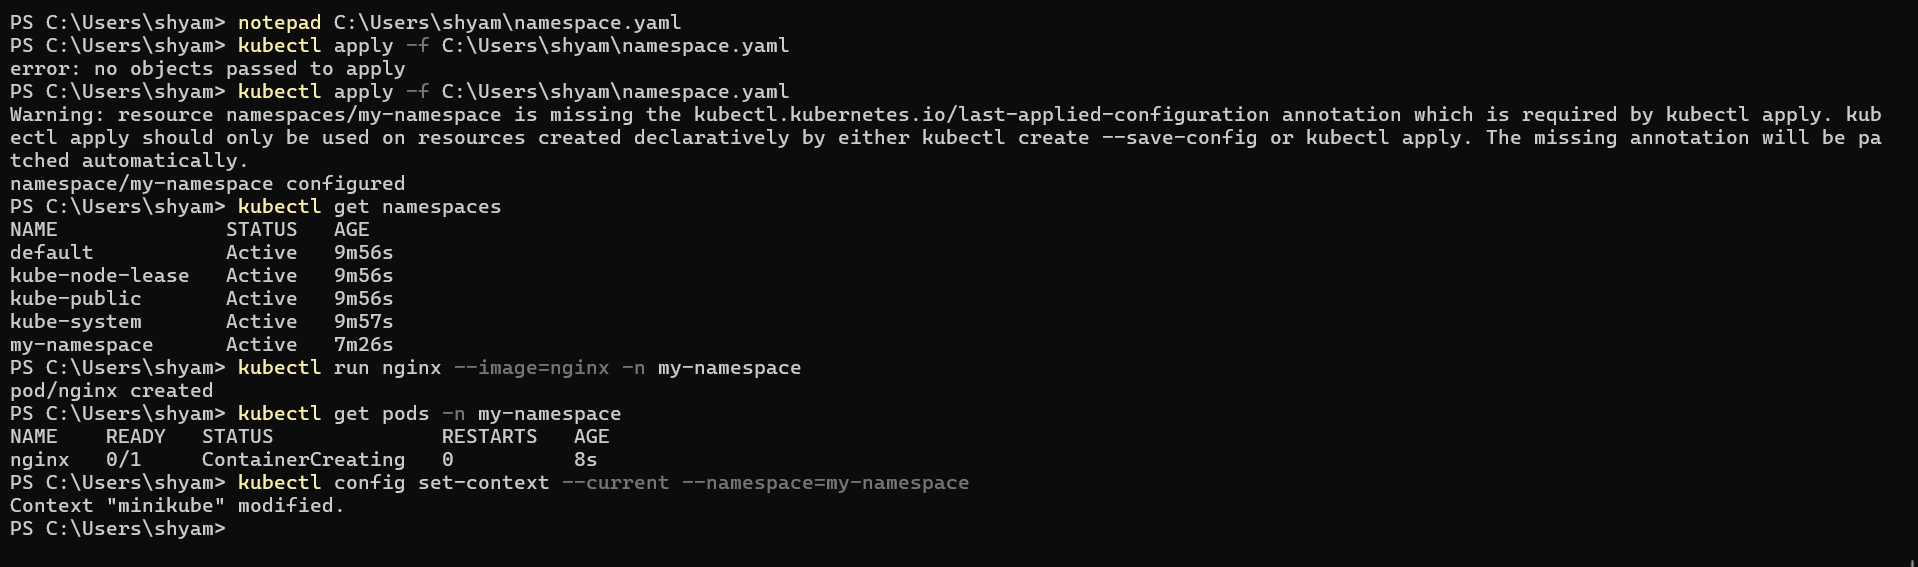 PS C:\Users\shyam> notepad C:\Users\shyam\namespace.yaml
PS C:\Users\shyam> kubectl apply -f C:\Users\shyam\namespace.yaml
error: no objects passed to apply
PS C:\Users\shyam> kubectl apply -f C:\Users\shyam\namespace.yaml
Warning: resource namespaces/my-namespace is missing the kubectl.kubernetes.io/last-applied-configuration annotation which is required by kubectl apply. kub
ectl apply should only be used on resources created declaratively by either kubectl create --save-config or kubectl apply. The missing annotation will be pa
tched automatically.
namespace/my-namespace configured
PS C:\Users\shyam> kubectl get namespaces
NAME              STATUS   AGE
default           Active   9m56s
kube-node-lease   Active   9m56s
kube-public       Active   9m56s
kube-system       Active   9m57s
my-namespace      Active   7m26s
PS C:\Users\shyam> kubectl run nginx --image=nginx -n my-namespace
pod/nginx created
PS C:\Users\shyam> kubectl get pods -n my-namespace
NAME    READY   STATUS              RESTARTS   AGE
nginx   0/1     ContainerCreating   0          8s
PS C:\Users\shyam> kubectl config set-context --current --namespace=my-namespace
Context "minikube" modified.
PS C:\Users\shyam>